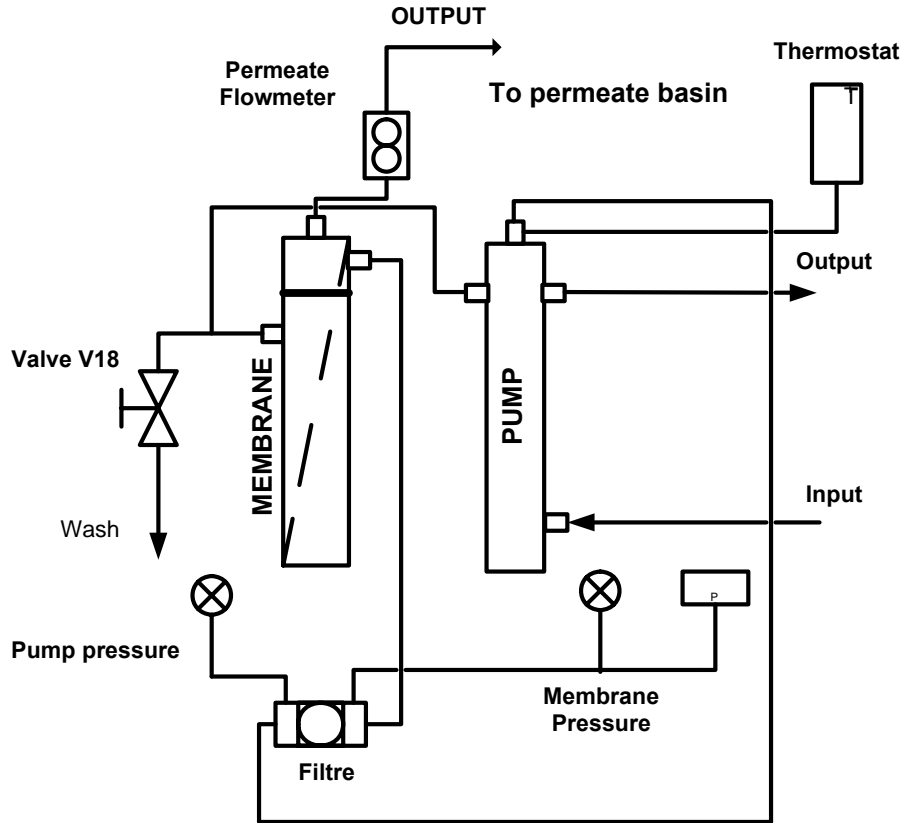 OUTPUT
Thermostat
Permeate
Flowmeter
To permeate basin
T
Output
Valve V18
MEMBRANE
PUMP
Input
Wash
P
Pump pressure
Membrane
Pressure
Filtre